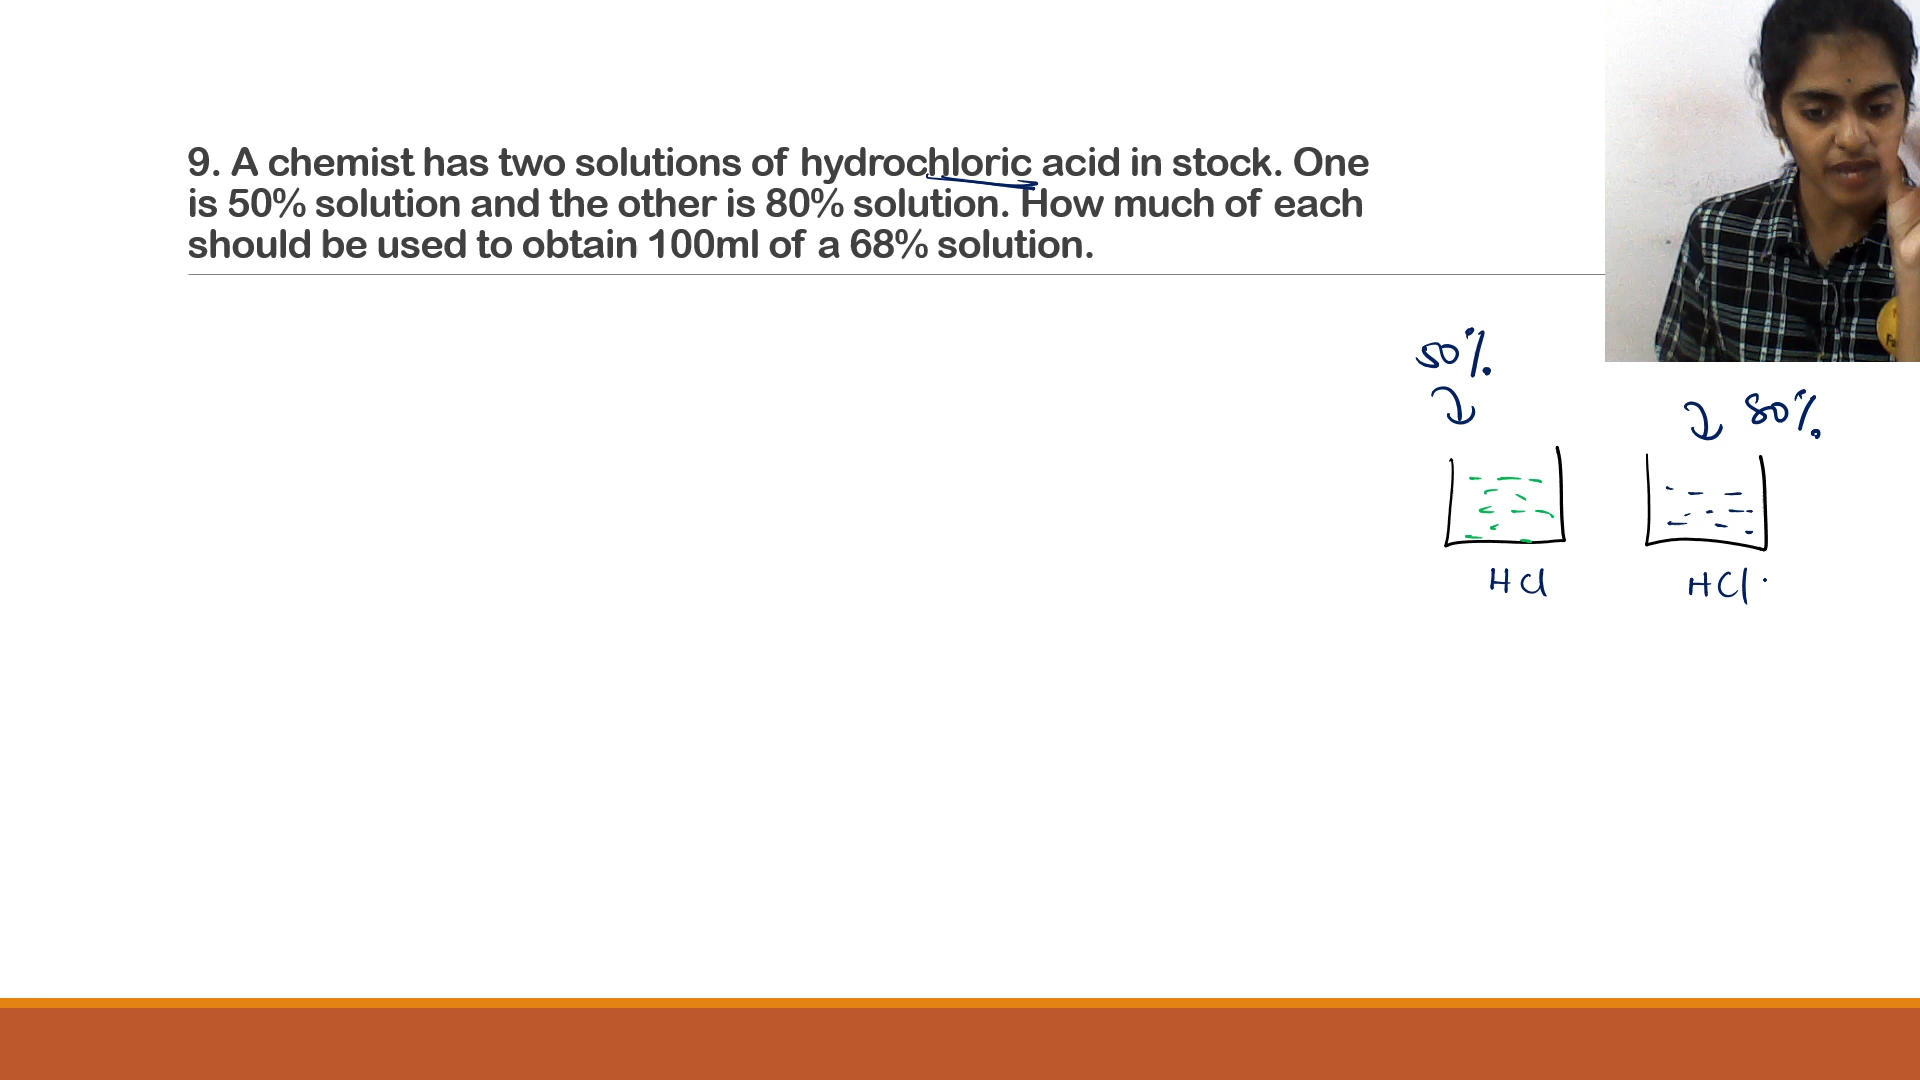 9. A chemist has two solutions of hydrochloric acid in stock. One
is 50% solution and the other is 80% solution. How much of each
should be used to obtain 100ml of a 68% solution.
50%
80%
HCl
HCl